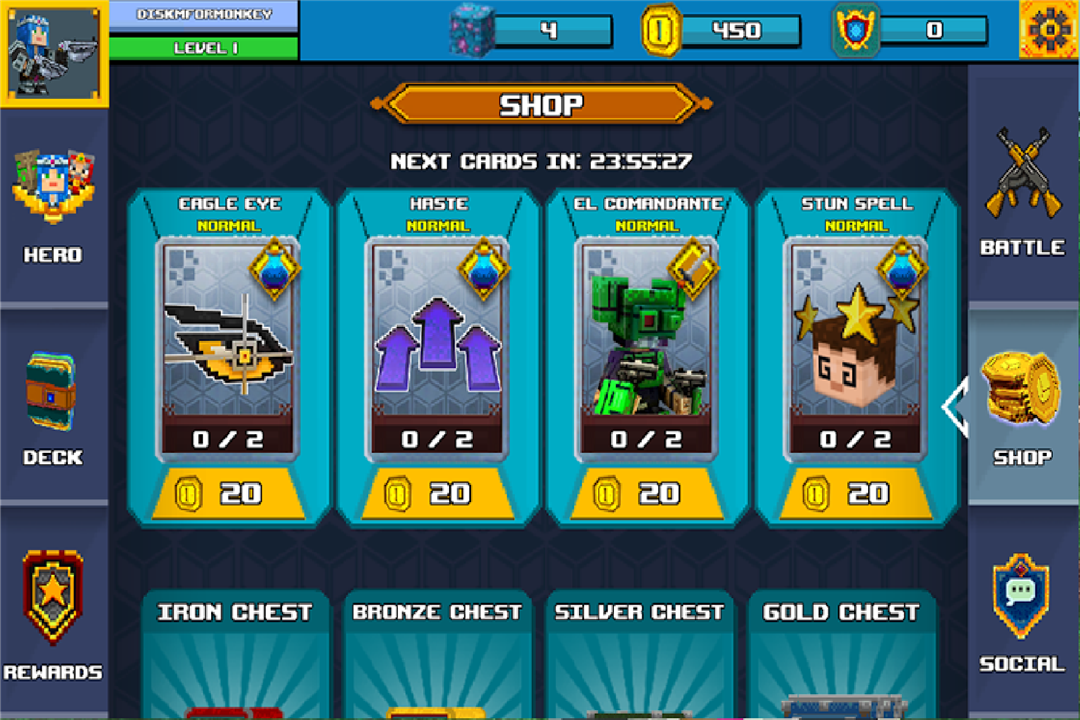 DISKMFORMONKEY
LEVEL 1
4
450
0
SHOP
NEXT CARDS IN: 23:55:27
EAGLE EYE
NORMAL
0 / 2
20
HASTE
NORMAL
0 / 2
20
EL COMANDANTE
NORMAL
0 / 2
20
STUN SPELL
NORMAL
0 / 2
20
HERO
DECK
REWARDS
BATTLE
SHOP
SOCIAL
IRON CHEST
BRONZE CHEST
SILVER CHEST
GOLD CHEST